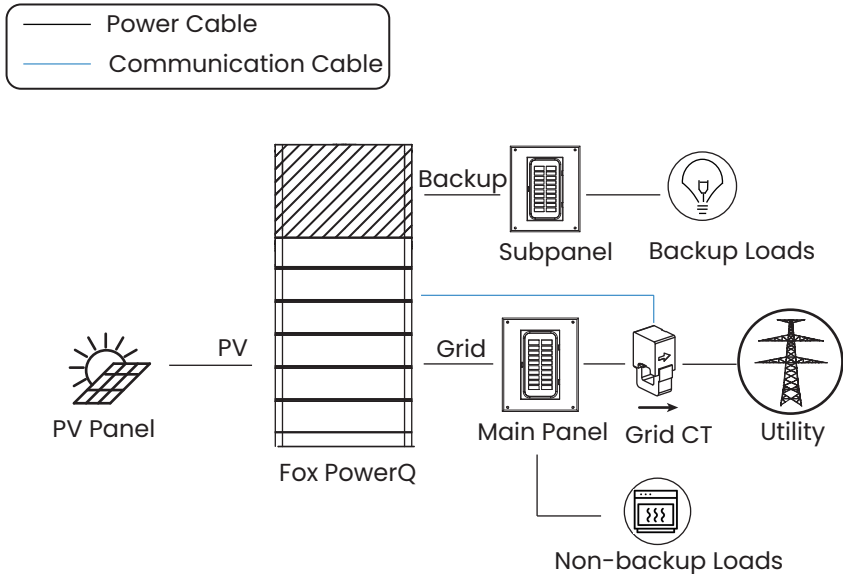 Power Cable
Communication Cable
Backup
Subpanel
Backup Loads
PV
Grid
PV Panel
Main Panel
Grid CT
Utility
Fox PowerQ
Non-backup Loads